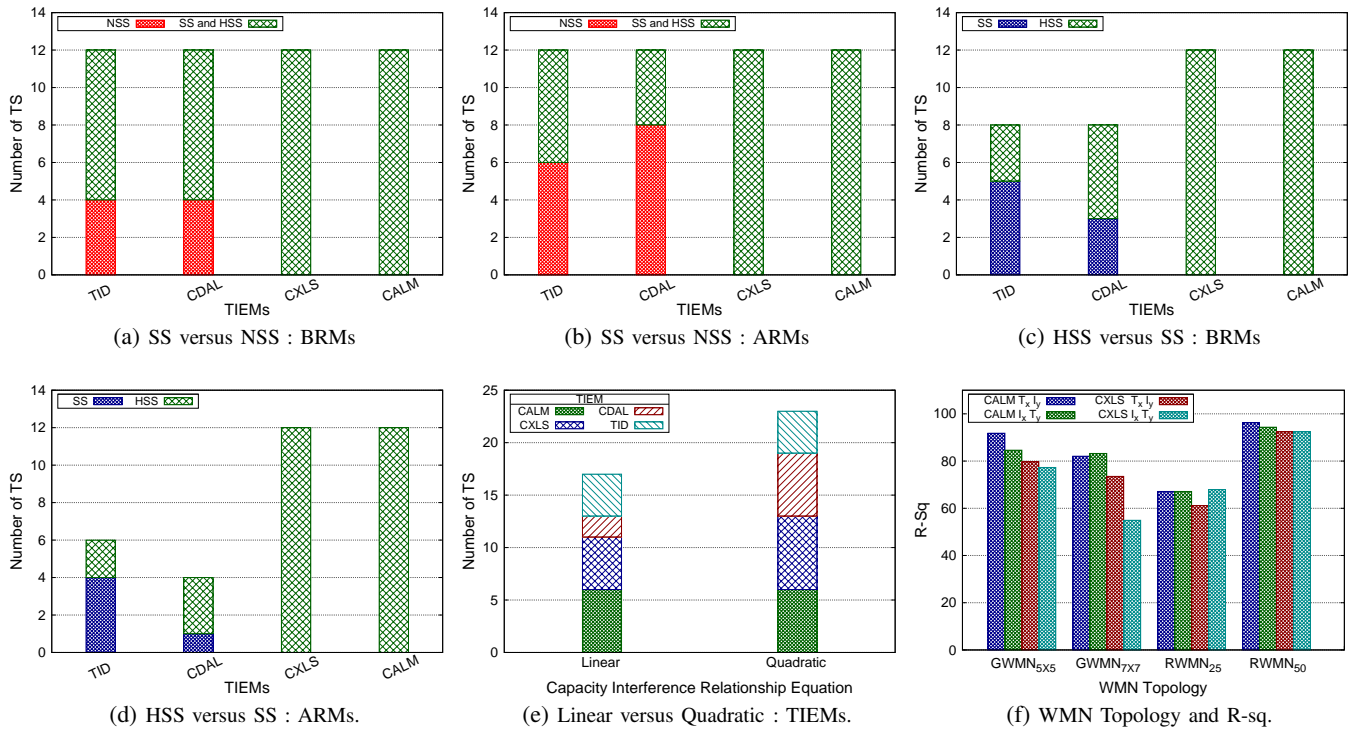 NSS SS and HSS
Number of TS
14
12
10
8
6
4
2
0
TID CDAL CXLS CALM
TIEMs
(a) SS versus NSS : BRMs
NSS SS and HSS
Number of TS
14
12
10
8
6
4
2
0
TID CDAL CXLS CALM
TIEMs
(b) SS versus NSS : ARMs
SS HSS
Number of TS
14
12
10
8
6
4
2
0
TID CDAL CXLS CALM
TIEMs
(c) HSS versus SS : BRMs
SS HSS
Number of TS
14
12
10
8
6
4
2
0
TID CDAL CXLS CALM
TIEMs
(d) HSS versus SS : ARMs.
TIEM
CALM CDAL
CXLS TID
Number of TS
25
20
15
10
5
0
Linear Quadratic
Capacity Interference Relationship Equation
(e) Linear versus Quadratic : TIEMs.
CALM Tx Iy CXLS Tx Iy
CALM Ix Ty CXLS Ix Ty
R-Sq
100
80
60
40
20
0
GWMN5X5 GWMN7X7 RWMN25 RWMN50
WMN Topology
(f) WMN Topology and R-sq.